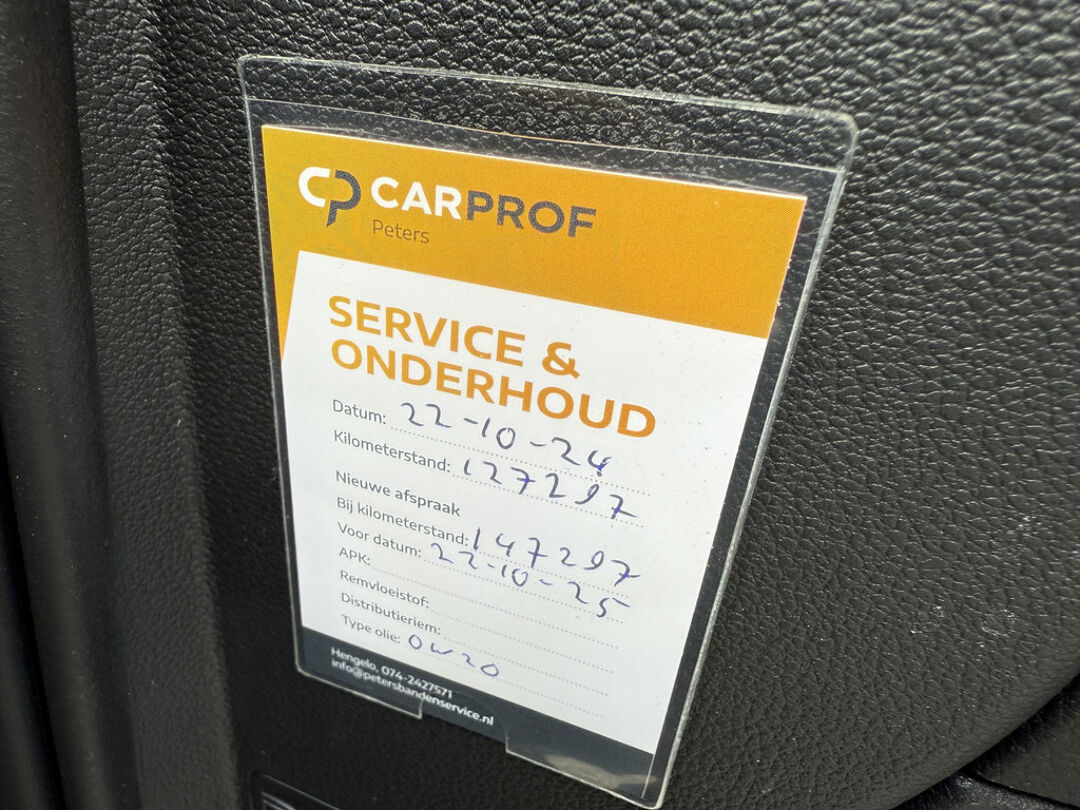 CP CARPROF
Peters
SERVICE &
ONDERHOUD
Datum: 22-10-24
Kilometerstand: 127297
Nieuwe afspraak
Bij kilometerstand: 147297
Voor datum: 22-10-25
APK:
Remvloeistof:
Distributieriem:
Type olie: 0w20
Hengelo, 074-2427571
info@petersbandenservice.nl